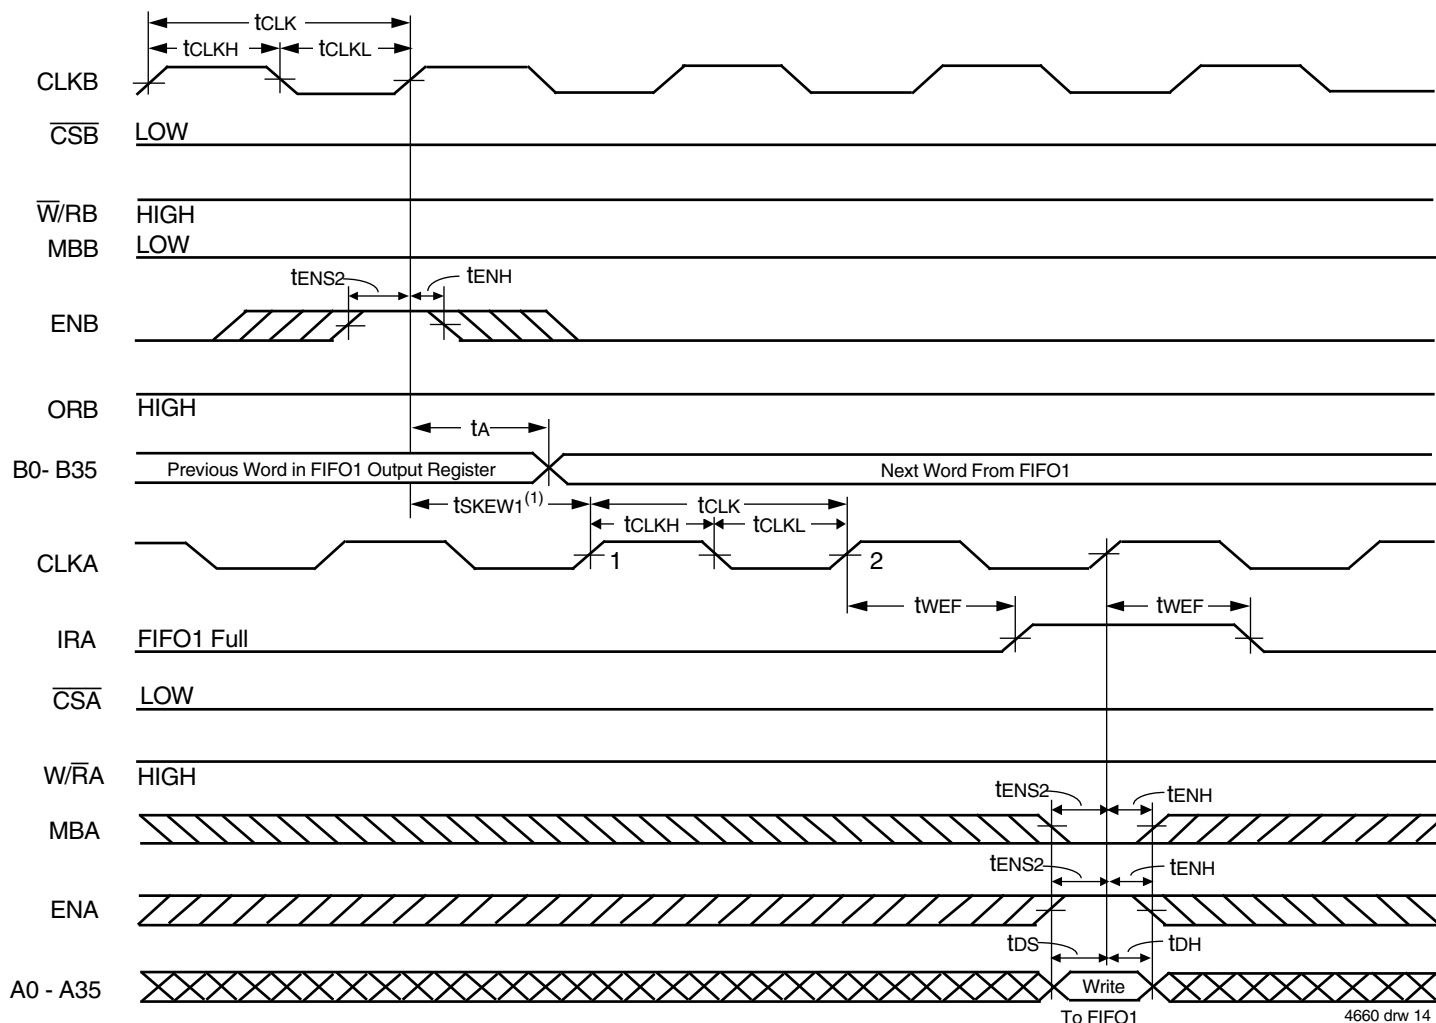 tCLK
tCLKH tCLKL
CLKB
CSB LOW
W/RB HIGH
MBB LOW
tENS2 tENH
ENB
ORB HIGH
tA
B0- B35 Previous Word in FIFO1 Output Register Next Word From FIFO1
tSKEW1(1) tCLK
tCLKH tCLKL
CLKA 1 2
tWEF tWEF
IRA FIFO1 Full
CSA LOW
W/RA HIGH
tENS2 tENH
MBA
tENS2 tENH
ENA
tDS tDH
A0 - A35 Write
To FIFO1 4660 drw 14